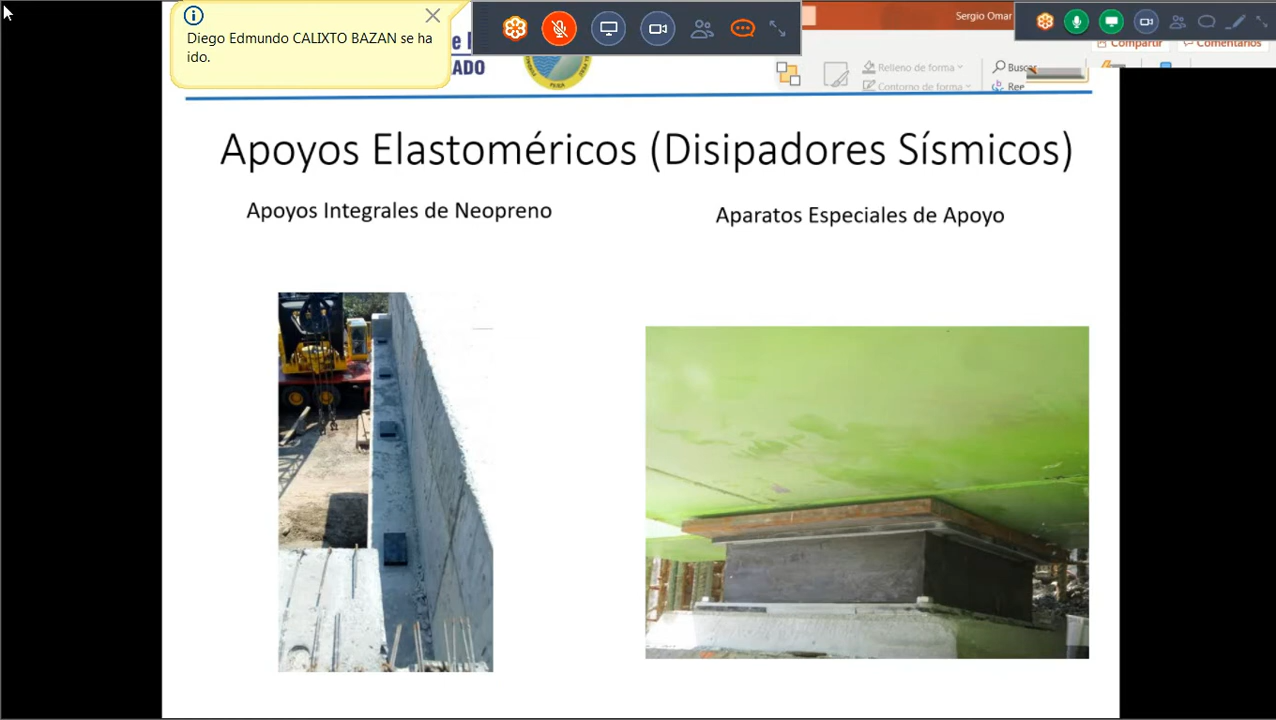 Diego Edmundo CALIXTO BAZAN se ha
ido.
Sergio Omar
Compartir
Comentarios
Relleno de forma
Buscar
Contorno de forma
Ree
ADO
Apoyos Elastoméricos (Disipadores Sísmicos)
Apoyos Integrales de Neopreno
Aparatos Especiales de Apoyo